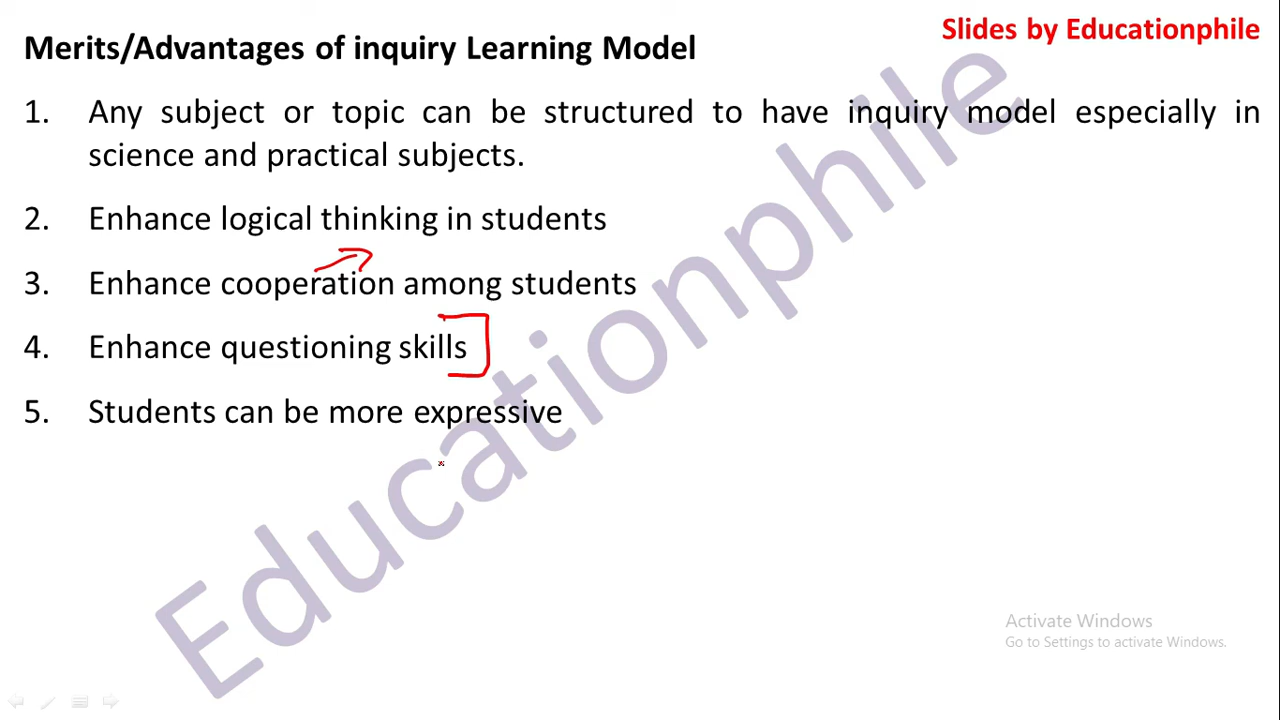 Slides by Educationphile
Merits/Advantages of inquiry Learning Model
1. Any subject or topic can be structured to have inquiry model especially in
science and practical subjects.
2. Enhance logical thinking in students
3. Enhance cooperation among students
4. Enhance questioning skills
5. Students can be more expressive
Educationphile
Activate Windows
Go to Settings to activate Windows.